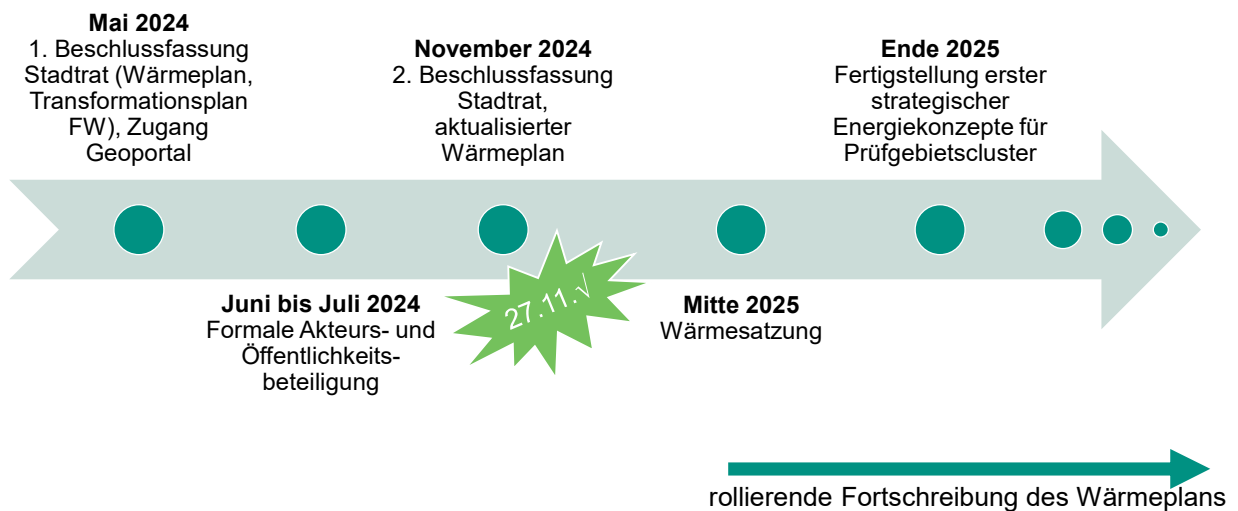 Mai 2024
1. Beschlussfassung
Stadtrat (Wärmeplan,
Transformationsplan
FW), Zugang
Geoportal
November 2024
2. Beschlussfassung
Stadtrat,
aktualisierter
Wärmeplan
Ende 2025
Fertigstellung erster
strategischer
Energiekonzepte für
Prüfgebietscluster
27.11.√
Juni bis Juli 2024
Formale Akteurs- und
Öffentlichkeits-
beteiligung
Mitte 2025
Wärmesatzung
rollierende Fortschreibung des Wärmeplans